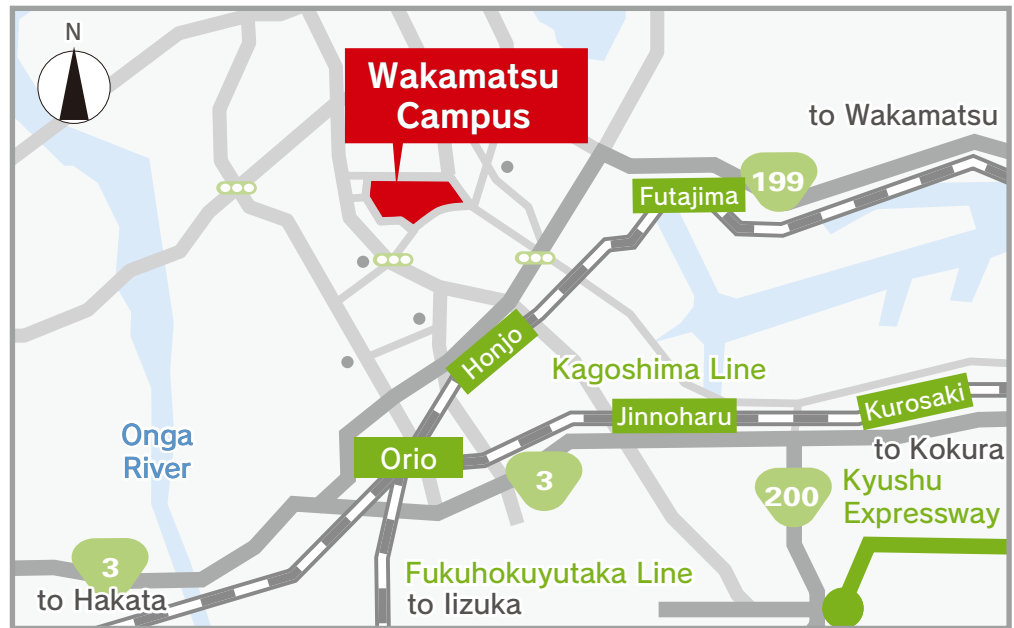 N
Wakamatsu
Campus
to Wakamatsu
199
Futajima
Honjo
Kagoshima Line
Jinnoharu
Kurosaki
Onga
River
Orio
to Kokura
3
200
Kyushu
Expressway
3
to Hakata
Fukuhokuyutaka Line
to Iizuka